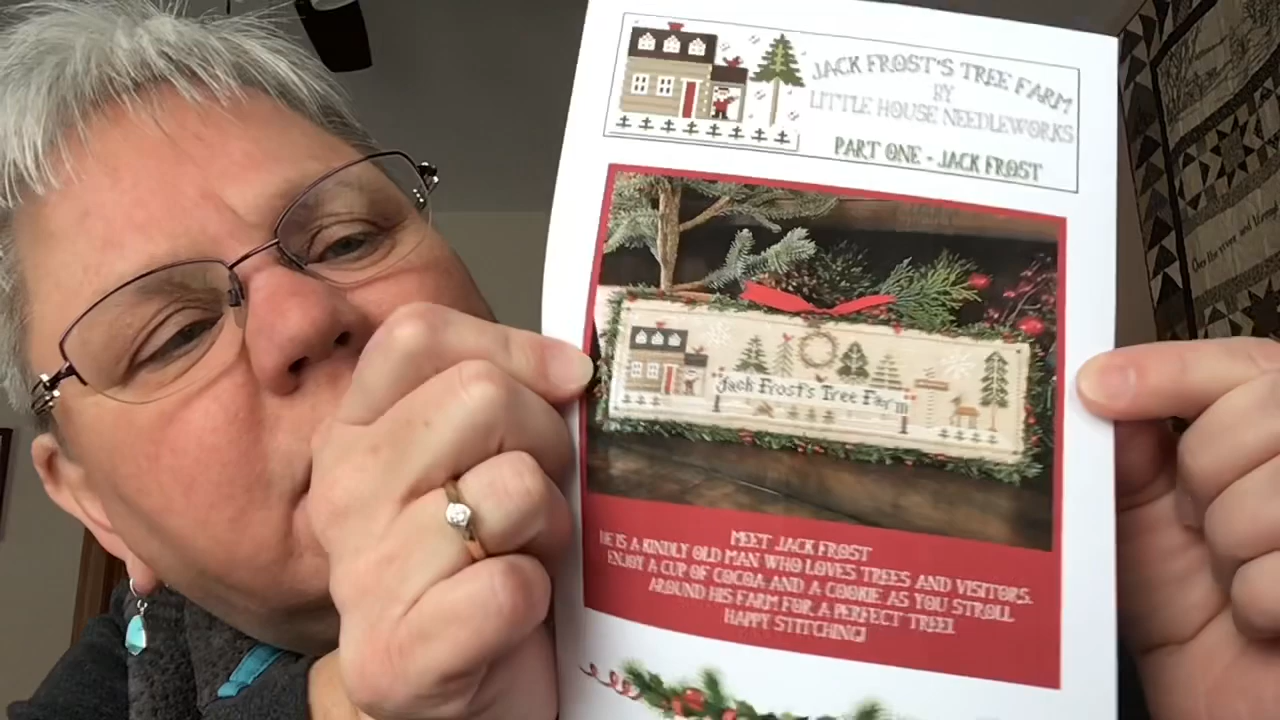 JACK FROST'S TREE FARM
BY
LITTLE HOUSE NEEDLEWORKS
PART ONE - JACK FROST
Jack Frost's Tree Farm
MEET JACK FROST
HE IS A KINDLY OLD MAN WHO LOVES TREES AND VISITORS.
ENJOY A CUP OF COCOA AND A COOKIE AS YOU STROLL
AROUND HIS FARM FOR A PERFECT TREE!
HAPPY STITCHING!